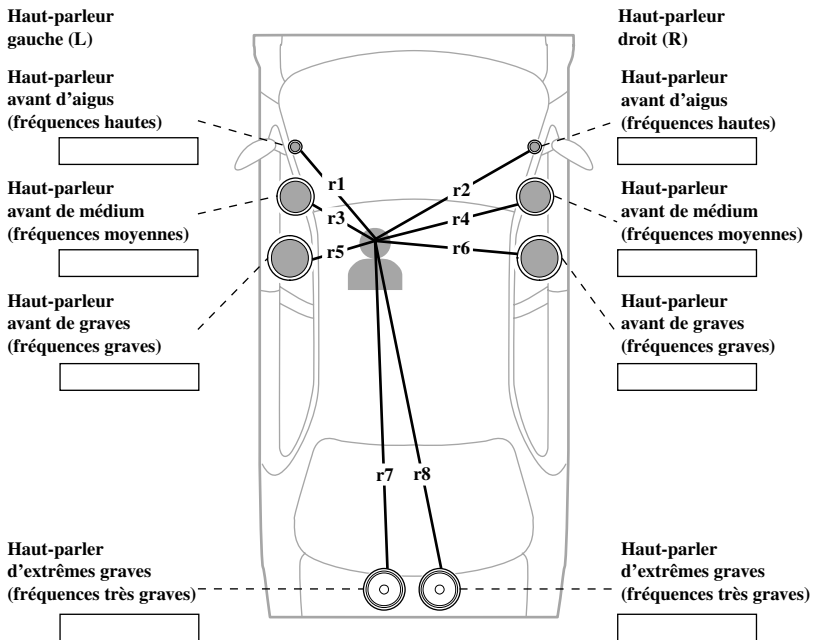 Haut-parleur
gauche (L)
Haut-parleur
droit (R)
Haut-parleur
avant d'aigus
(fréquences hautes)
Haut-parleur
avant d'aigus
(fréquences hautes)
r1
r2
Haut-parleur
avant de médium
(fréquences moyennes)
r3
r4
Haut-parleur
avant de médium
(fréquences moyennes)
r5
r6
Haut-parleur
avant de graves
(fréquences graves)
Haut-parleur
avant de graves
(fréquences graves)
r7
r8
Haut-parler
d'extrêmes graves
(fréquences très graves)
Haut-parler
d'extrêmes graves
(fréquences très graves)